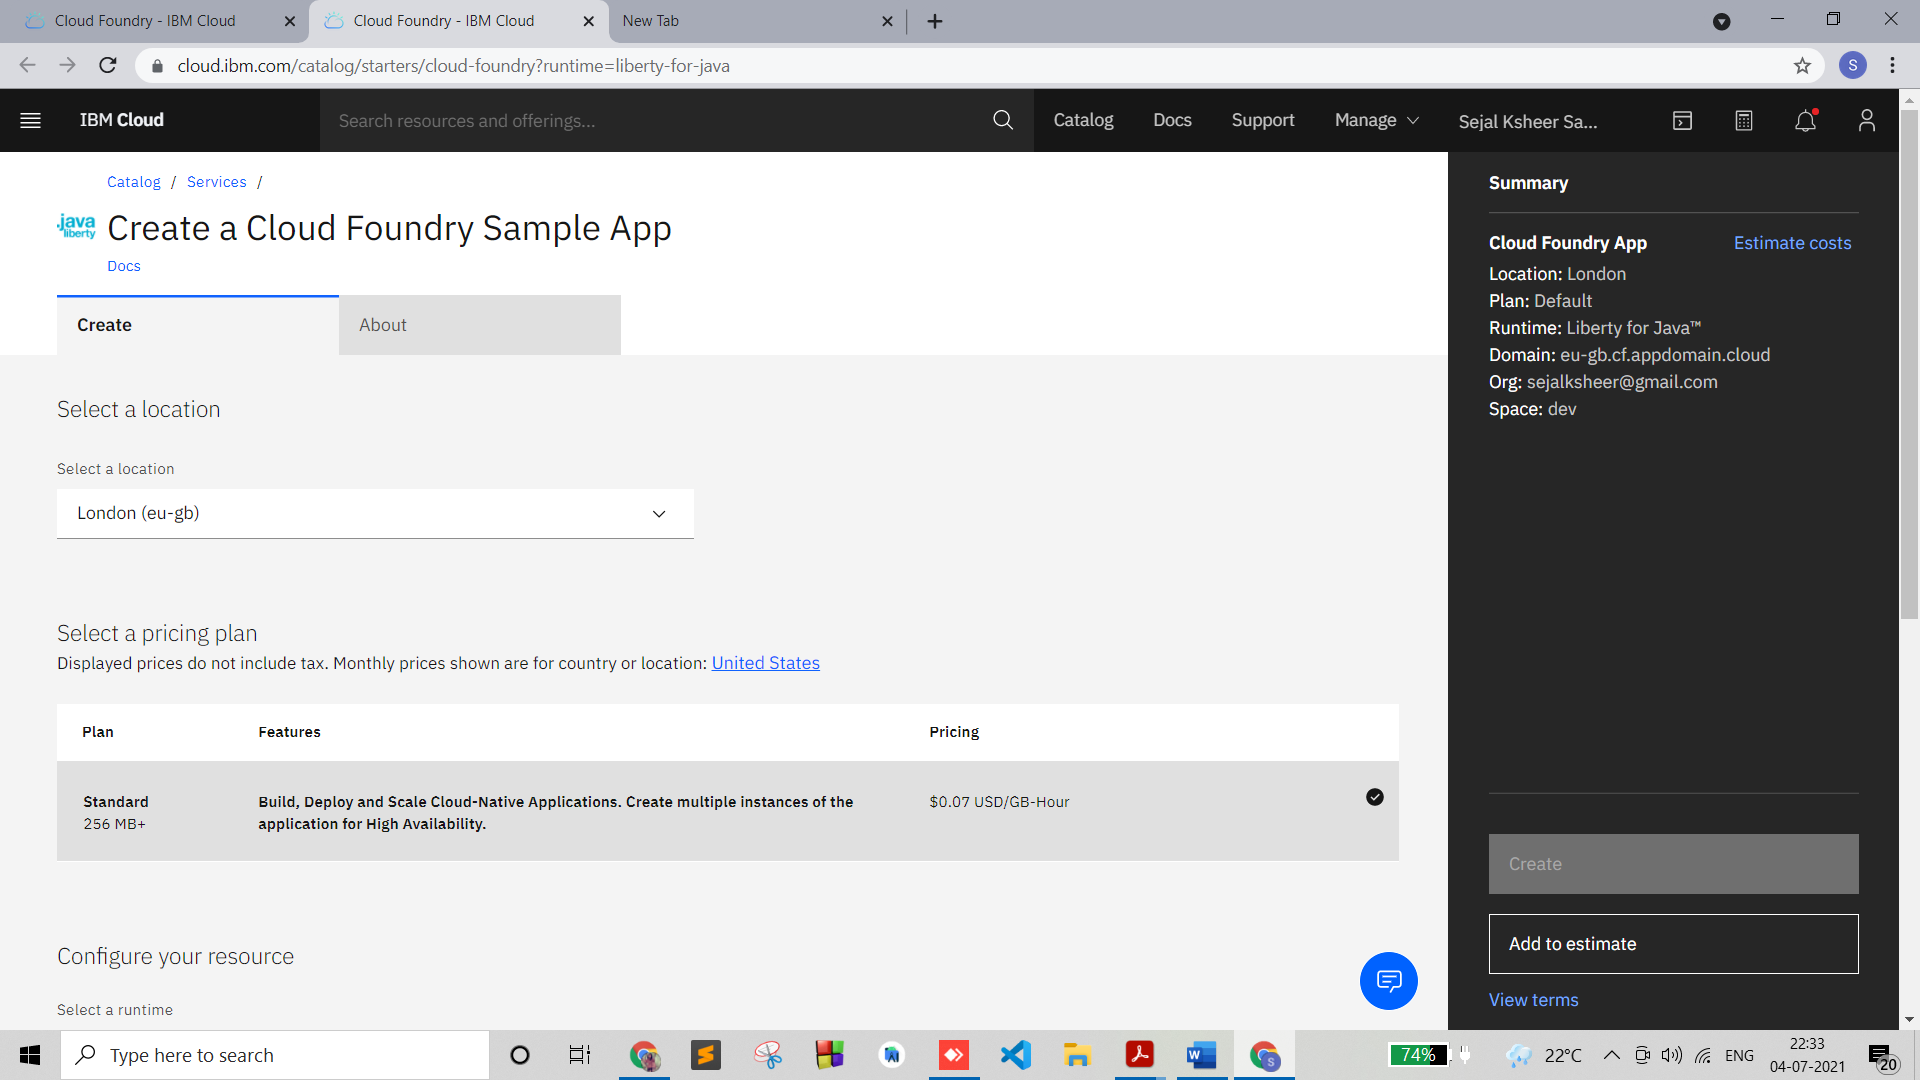 Cloud Foundry - IBM Cloud
Cloud Foundry - IBM Cloud
New Tab
cloud.ibm.com/catalog/starters/cloud-foundry?runtime=liberty-for-java
S
IBM Cloud
Search resources and offerings...
Catalog
Docs
Support
Manage
Sejal Ksheer Sa...
Catalog / Services /
java
liberty
Create a Cloud Foundry Sample App
Docs
Create
About
Select a location
Select a location
London (eu-gb)
Select a pricing plan
Displayed prices do not include tax. Monthly prices shown are for country or location: United States
Plan Features Pricing
Standard
256 MB+
Build, Deploy and Scale Cloud-Native Applications. Create multiple instances of the
application for High Availability.
$0.07 USD/GB-Hour
Configure your resource
Select a runtime
Summary
Cloud Foundry App
Estimate costs
Location: London
Plan: Default
Runtime: Liberty for Java™
Domain: eu-gb.cf.appdomain.cloud
Org: sejalksheer@gmail.com
Space: dev
Create
Add to estimate
View terms
Type here to search
74%
22°C
ENG
22:33
04-07-2021
20